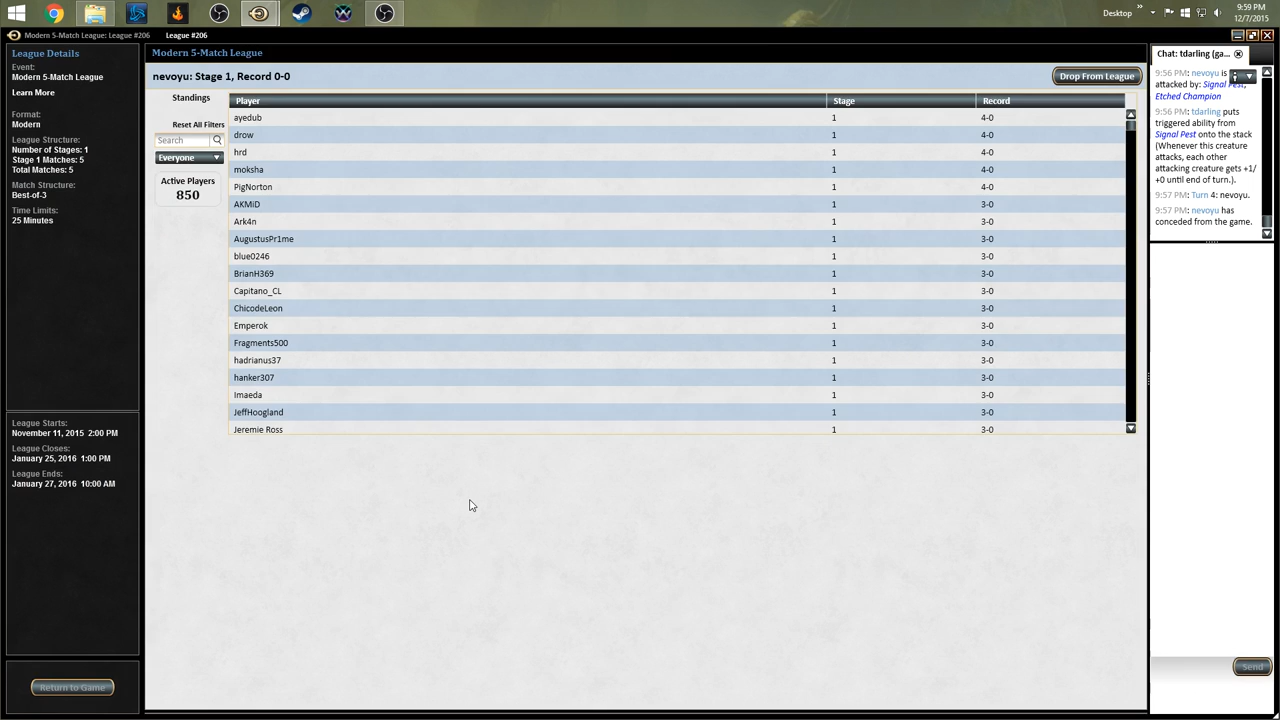 Desktop
9:59 PM
12/7/2015
Modern 5-Match League: League #206
League #206
League Details
Event:
Modern 5-Match League
Learn More
Format:
Modern
League Structure:
Number of Stages: 1
Stage 1 Matches: 5
Total Matches: 5
Match Structure:
Best-of-3
Time Limits:
25 Minutes
League Starts:
November 11, 2015 2:00 PM
League Closes:
January 25, 2016 1:00 PM
League Ends:
January 27, 2016 10:00 AM
Return to Game
Modern 5-Match League
nevoyu: Stage 1, Record 0-0
Drop From League
Standings
Reset All Filters
Search
Everyone
Active Players
850
Player Stage Record
ayedub 1 4-0
drow 1 4-0
hrd 1 4-0
moksha 1 4-0
PigNorton 1 4-0
AKMiD 1 3-0
Ark4n 1 3-0
AugustusPr1me 1 3-0
blue0246 1 3-0
BrianH369 1 3-0
Capitano_CL 1 3-0
ChicodeLeon 1 3-0
Emperok 1 3-0
Fragments500 1 3-0
hadrianus37 1 3-0
hanker307 1 3-0
Imaeda 1 3-0
JeffHoogland 1 3-0
Jeremie Ross 1 3-0
Chat: tdarling (ga...
9:56 PM: nevoyu is
attacked by: Signal Pest,
Etched Champion
9:56 PM: tdarling puts
triggered ability from
Signal Pest onto the stack
(Whenever this creature
attacks, each other
attacking creature gets +1/
+0 until end of turn.).
9:57 PM: Turn 4: nevoyu.
9:57 PM: nevoyu has
conceded from the game.
Send